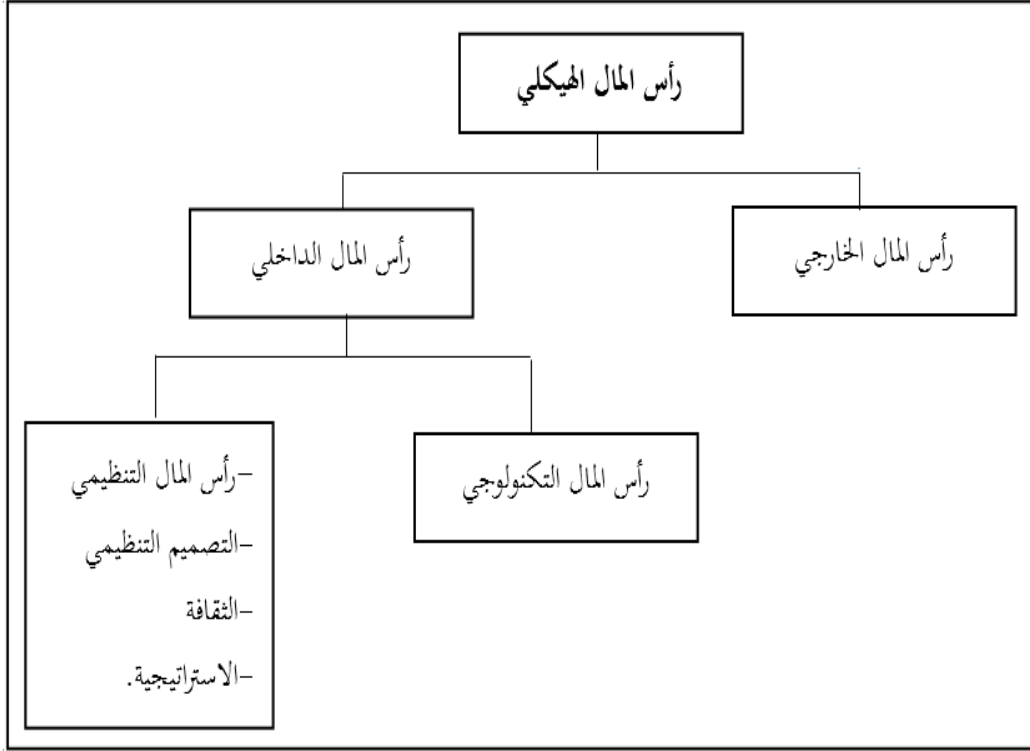 رأس المال الهيكلي
رأس المال الخارجي
رأس المال الداخلي
رأس المال التكنولوجي
-رأس المال التنظيمي
-التصميم التنظيمي
-الثقافة
-الاستراتيجية.